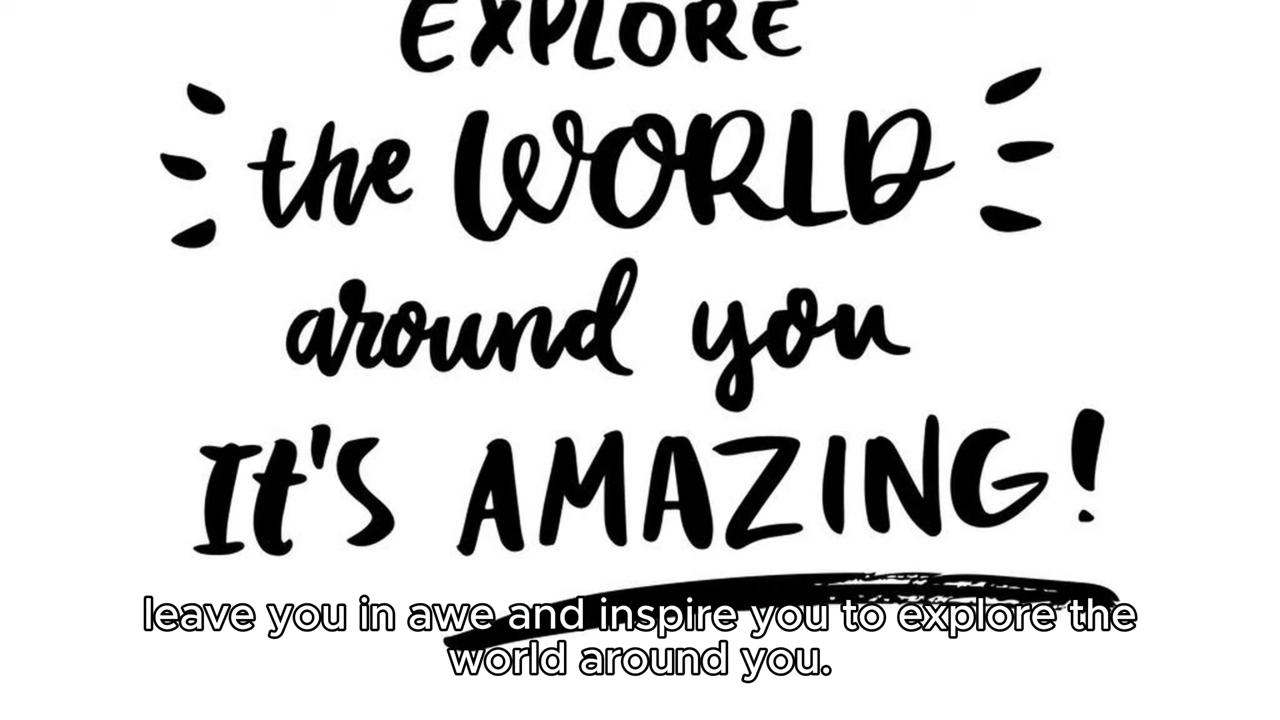 EXPLORE
the WORLD
around you
It's AMAZING!
leave you in awe and inspire you to explore the
world around you.